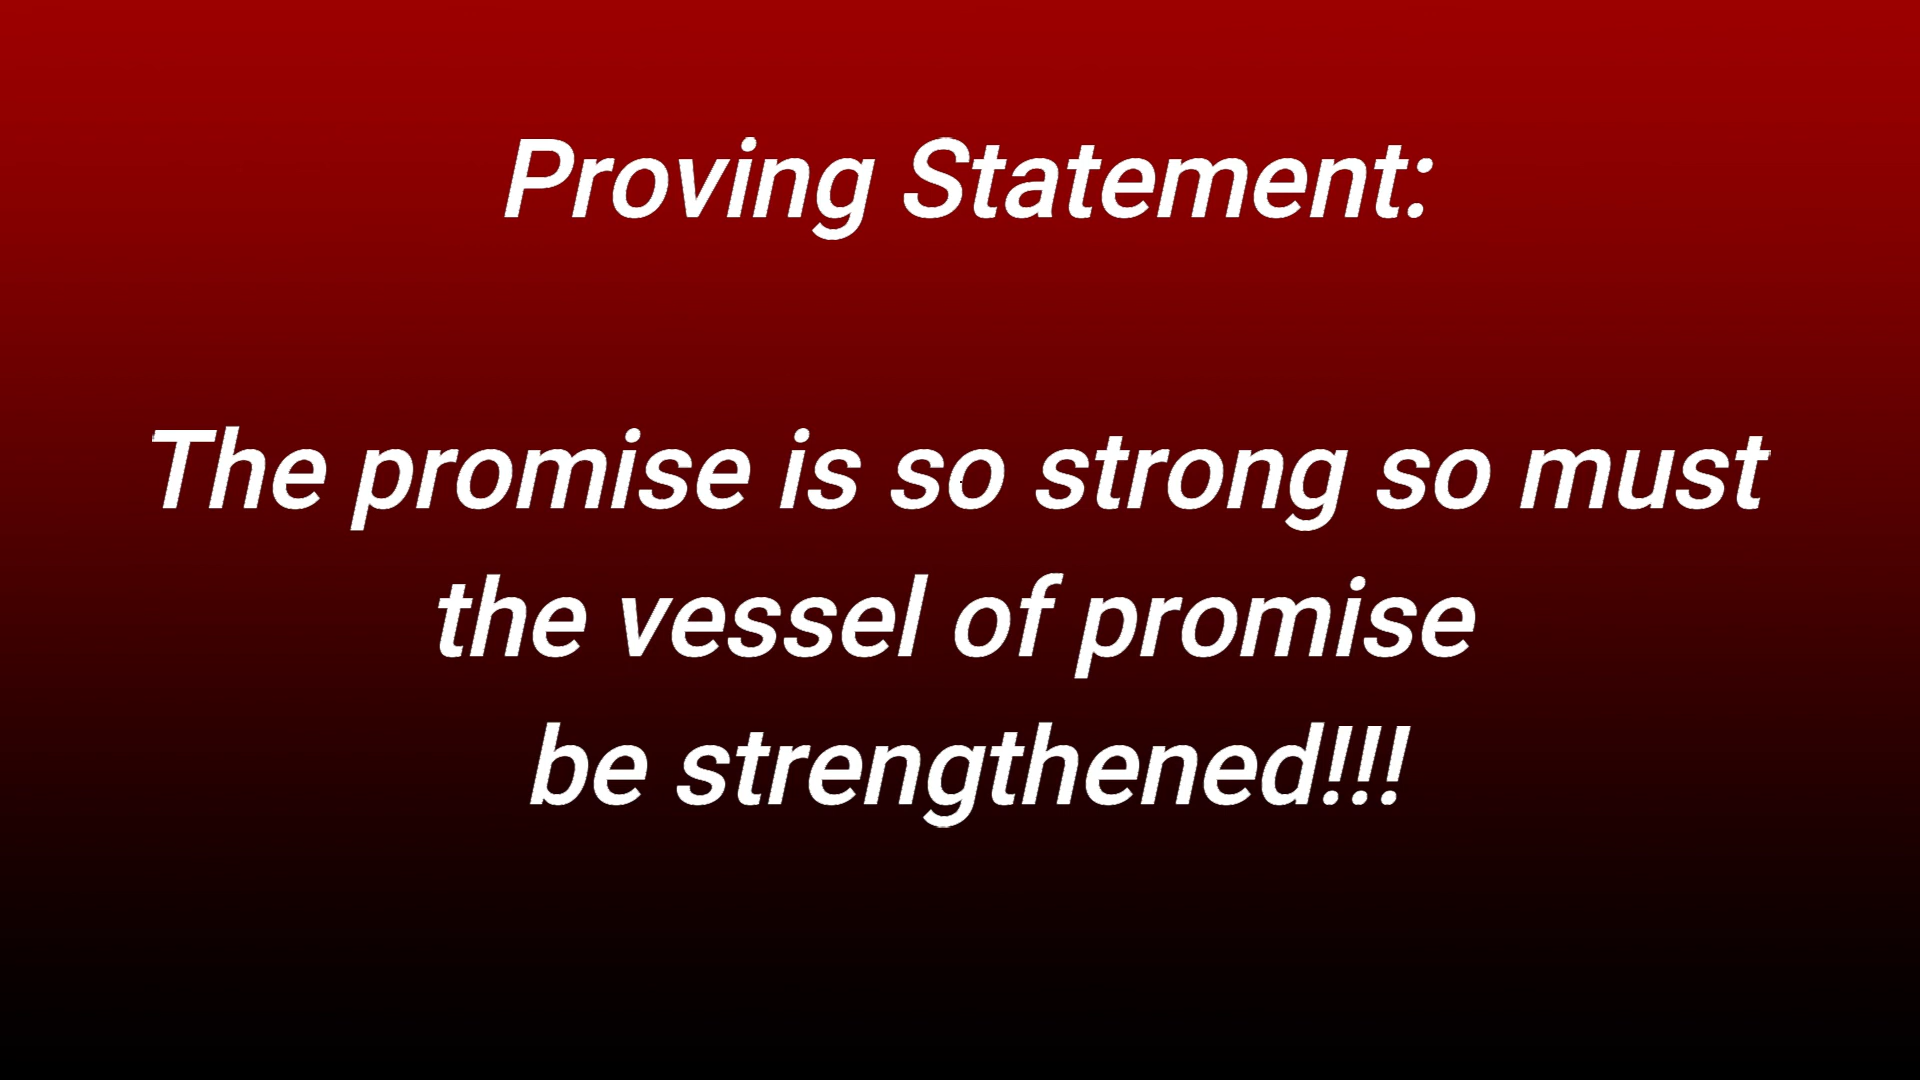 Proving Statement:
The promise is so strong so must
the vessel of promise
be strengthened!!!